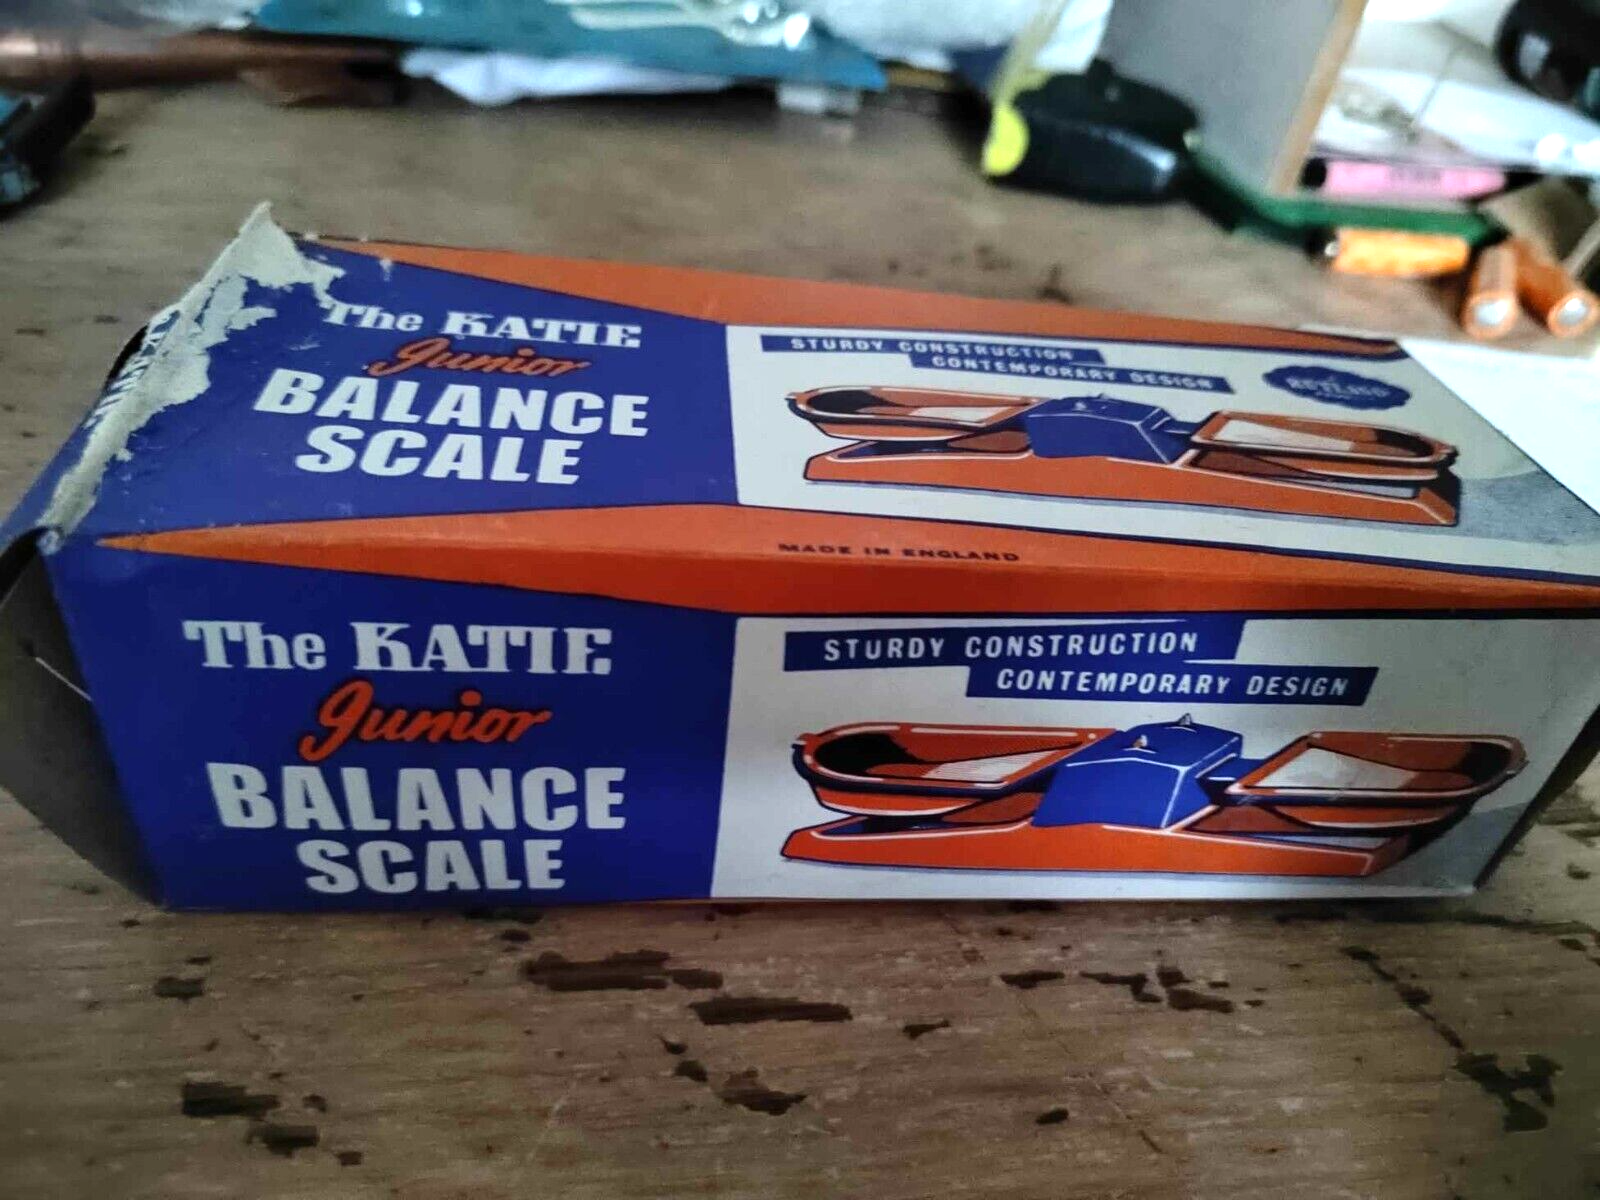 The KATIE
Junior
BALANCE
SCALE
STURDY CONSTRUCTION
CONTEMPORARY DESIGN
MADE IN ENGLAND
The KATIE
Junior
BALANCE
SCALE
STURDY CONSTRUCTION
CONTEMPORARY DESIGN